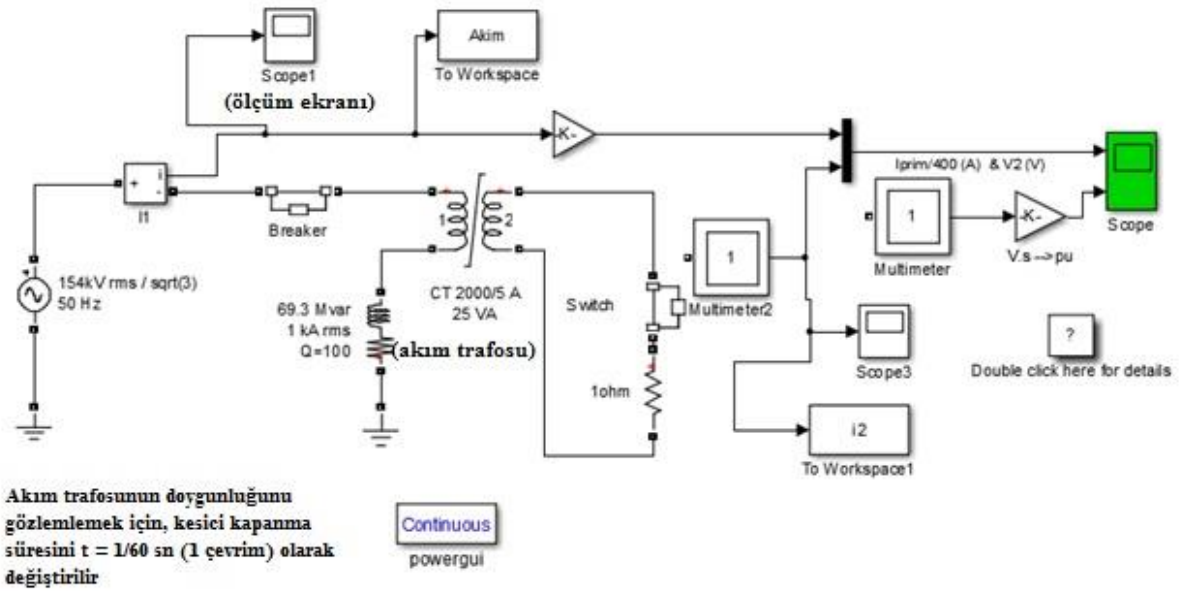 Scope1
(ölçüm ekranı)
Akim
To Workspace
-K-
Iprim/400 (A) & V2 (V)
Scope
+
i
-
I1
Breaker
1
2
1
Multimeter
-K-
V.s-->pu
154kV rms / sqrt(3)
50 Hz
CT 2000/5 A
25 VA
69.3 Mvar
1 kA rms
Q=100
(akım trafosu)
Switch
1
Multimeter2
1ohm
Scope3
?
Double click here for details
i2
To Workspace1
Akım trafosunun doygunluğunu
gözlemlemek için, kesici kapanma
süresini t = 1/60 sn (1 çevrim) olarak
değiştirilir
Continuous
powergui